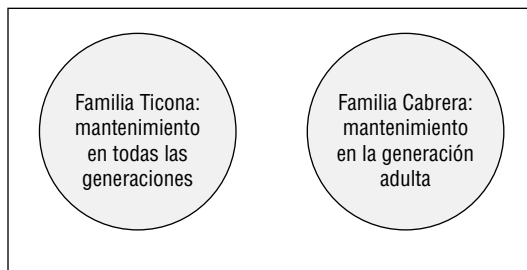 Familia Ticona:
mantenimiento
en todas las
generaciones
Familia Cabrera:
mantenimiento
en la generación
adulta